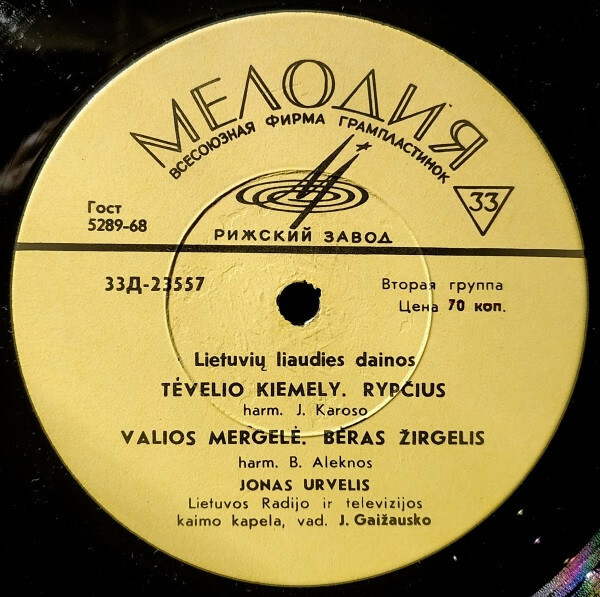 МЕЛОДИЯ
ВСЕСОЮЗНАЯ ФИРМА ГРАМПЛАСТИНОК
33
Гост
5289-68
РИЖСКИЙ ЗАВОД
33Д-23557
Вторая группа
Цена 70 коп.
Lietuvių liaudies dainos
TĖVELIO KIEMELY. RYPČIUS
harm. J. Karoso
VALIOS MERGELĖ. BĖRAS ŽIRGELIS
harm. B. Aleknos
JONAS URVELIS
Lietuvos Radijo ir televizijos
kaimo kapela, vad. J. Gaižausko